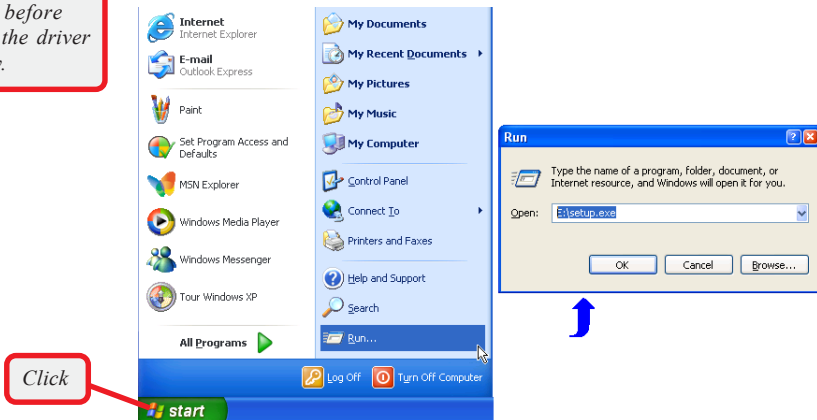 before
the driver
Internet
Internet Explorer
E-mail
Outlook Express
Paint
Set Program Access and
Defaults
MSN Explorer
Windows Media Player
Windows Messenger
Tour Windows XP
All Programs
My Documents
My Recent Documents
My Pictures
My Music
My Computer
Control Panel
Connect To
Printers and Faxes
Help and Support
Search
Run...
Log Off
Turn Off Computer
Click
start
Run
Type the name of a program, folder, document, or
Internet resource, and Windows will open it for you.
Open:
E:\setup.exe
OK
Cancel
Browse...